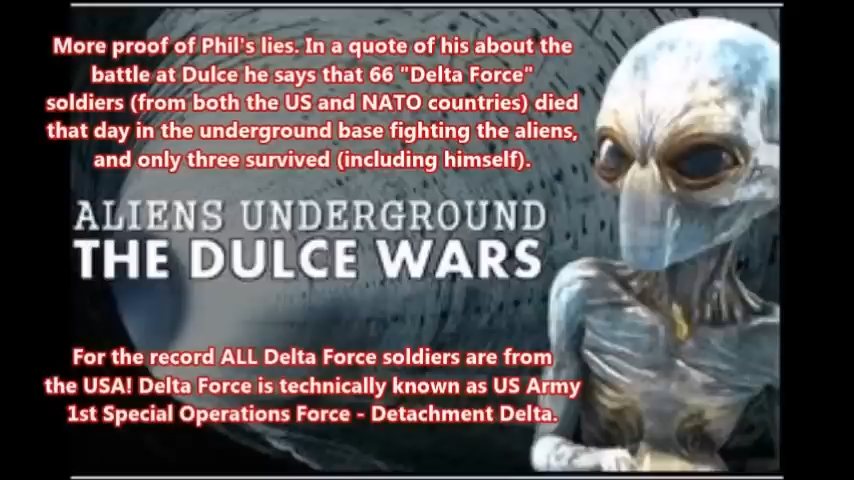 More proof of Phil's lies. In a quote of his about the
battle at Dulce he says that 66 "Delta Force"
soldiers (from both the US and NATO countries) died
that day in the underground base fighting the aliens,
and only three survived (including himself).
ALIENS UNDERGROUND
THE DULCE WARS
For the record ALL Delta Force soldiers are from
the USA! Delta Force is technically known as US Army
1st Special Operations Force - Detachment Delta.